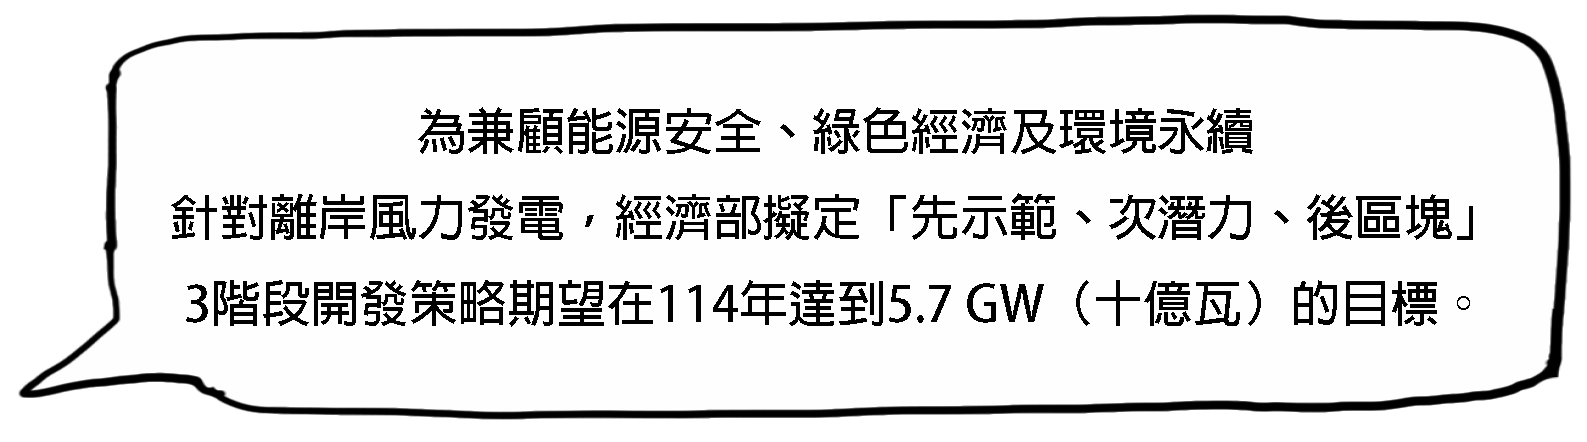 為兼顧能源安全、綠色經濟及環境永續
針對離岸風力發電，經濟部擬定「先示範、次潛力、後區塊」
3階段開發策略期望在114年達到5.7 GW（十億瓦）的目標。